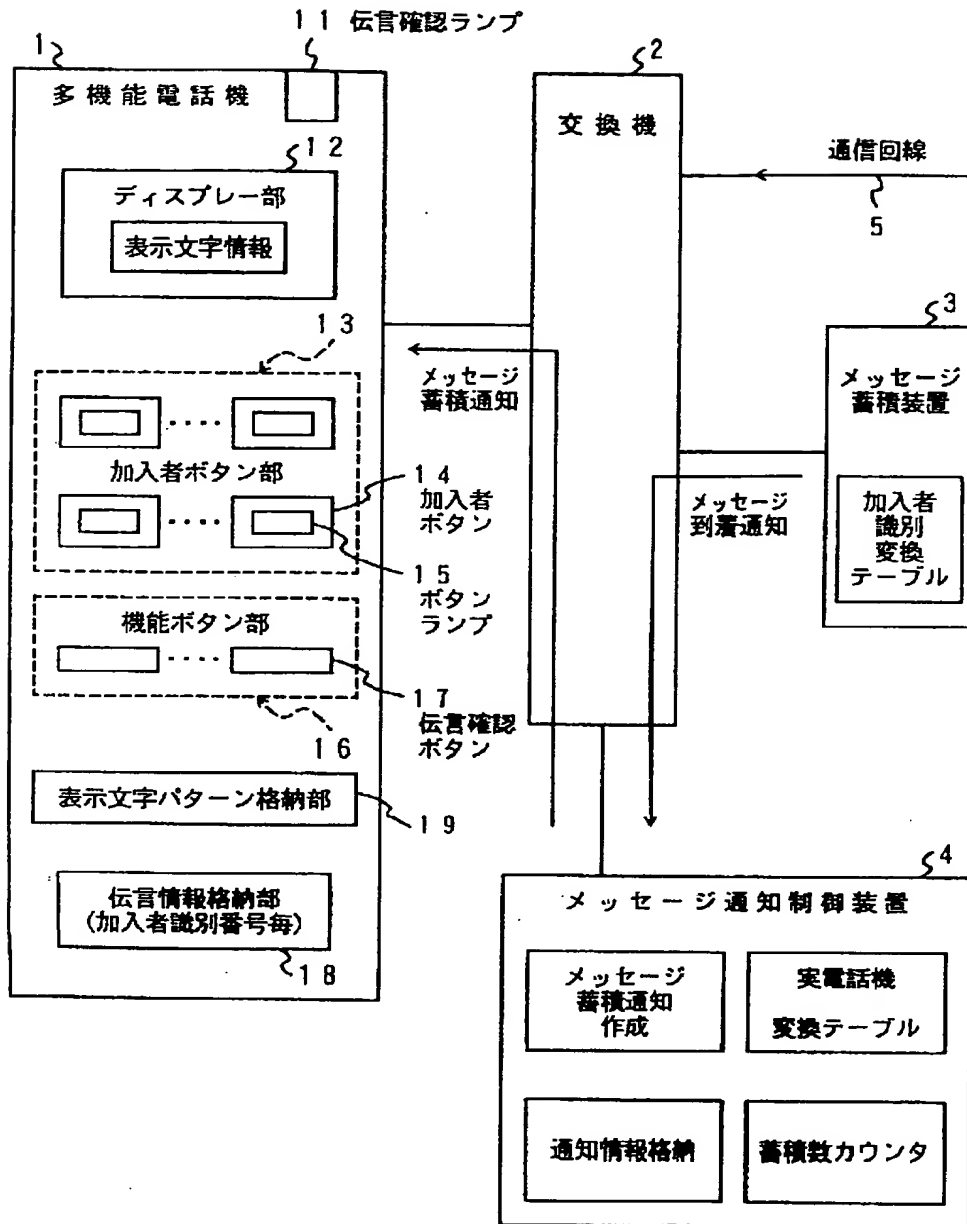 11 伝言確認ランプ
1
多機能電話機
12
ディスプレー部
表示文字情報
13
加入者ボタン部
14
加入者
ボタン
15
ボタン
ランプ
機能ボタン部
17
伝言確認
ボタン
16
表示文字パターン格納部
19
伝言情報格納部
(加入者識別番号毎)
18
2
交換機
通信回線
5
メッセージ
蓄積通知
メッセージ
到着通知
3
メッセージ
蓄積装置
加入者
識別
変換
テーブル
4
メッセージ通知制御装置
メッセージ
蓄積通知
作成
実電話機
変換テーブル
通知情報格納
蓄積数カウンタ